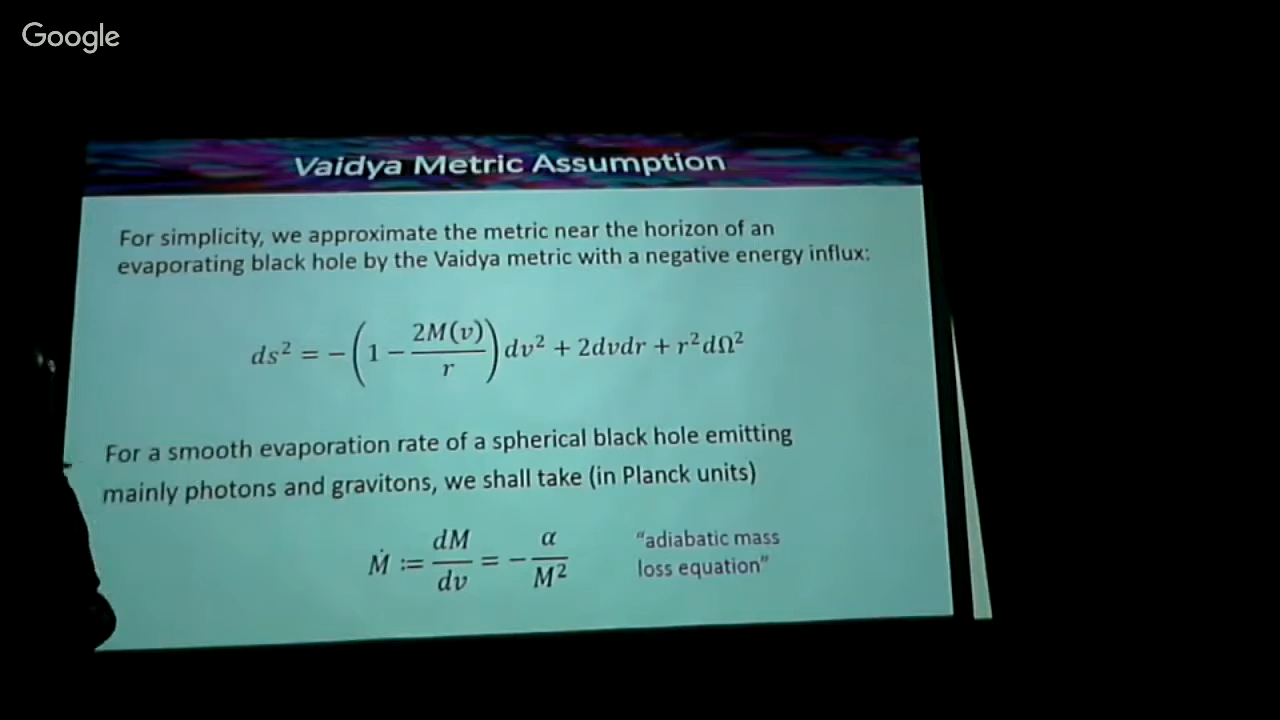 Google
Vaidya Metric Assumption
For simplicity, we approximate the metric near the horizon of an
evaporating black hole by the Vaidya metric with a negative energy influx:
ds² = −(1 − 2M(v)/r) dv² + 2dvdr + r²dΩ²
For a smooth evaporation rate of a spherical black hole emitting
mainly photons and gravitons, we shall take (in Planck units)
Ṁ := dM/dv = − α/M²
"adiabatic mass
loss equation"